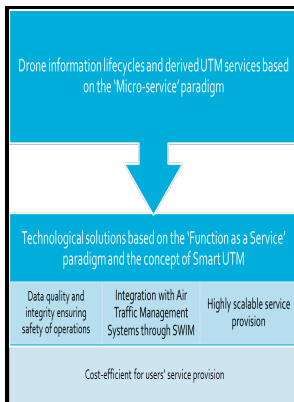 Drone information lifecycles and derived UTM services based
on the 'Micro-service' paradigm
Technological solutions based on the 'Function as a Service'
paradigm and the concept of Smart UTM
Data quality and
integrity ensuring
safety of operations
Integration with Air
Traffic Management
Systems through SWIM
Highly scalable service
provision
Cost-efficient for users' service provision